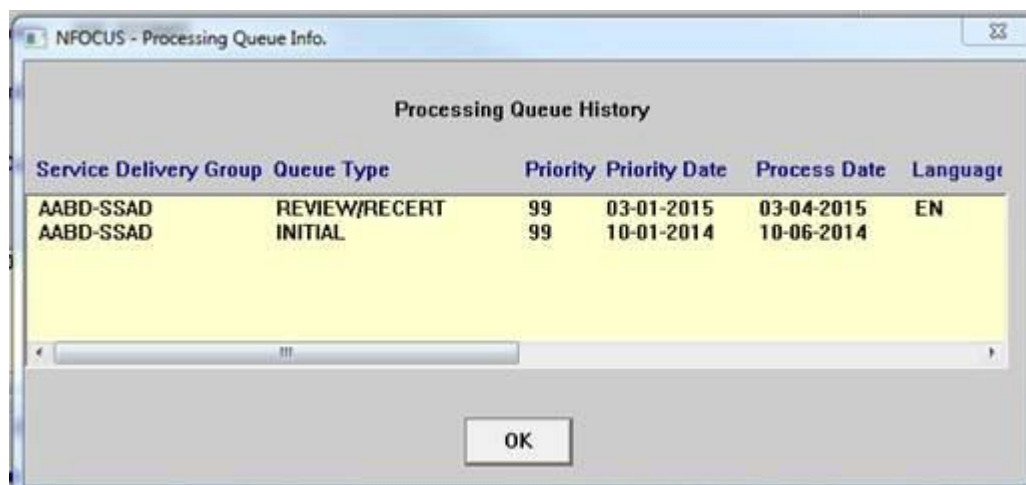 NFOCUS - Processing Queue Info.
Processing Queue History
Service Delivery Group Queue Type Priority Priority Date Process Date Language
AABD-SSAD REVIEW/RECERT 99 03-01-2015 03-04-2015 EN
AABD-SSAD INITIAL 99 10-01-2014 10-06-2014
OK